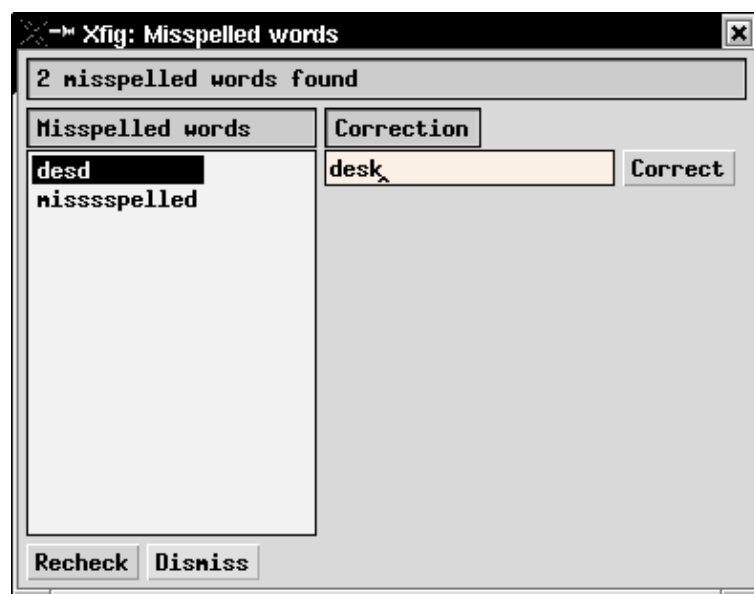 Xfig: Misspelled words
2 misspelled words found
Misspelled words
Correction
desd
desk
Correct
missspelled
Recheck
Dismiss